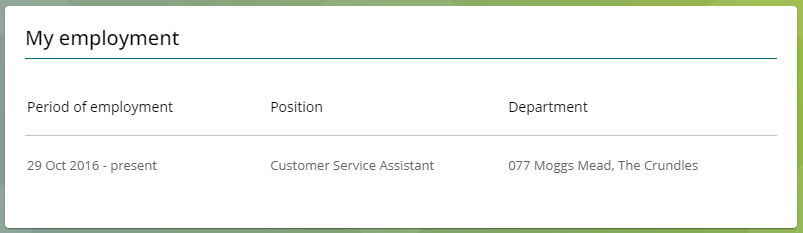 My employment
Period of employment Position Department
29 Oct 2016 - present Customer Service Assistant 077 Moggs Mead, The Crundles